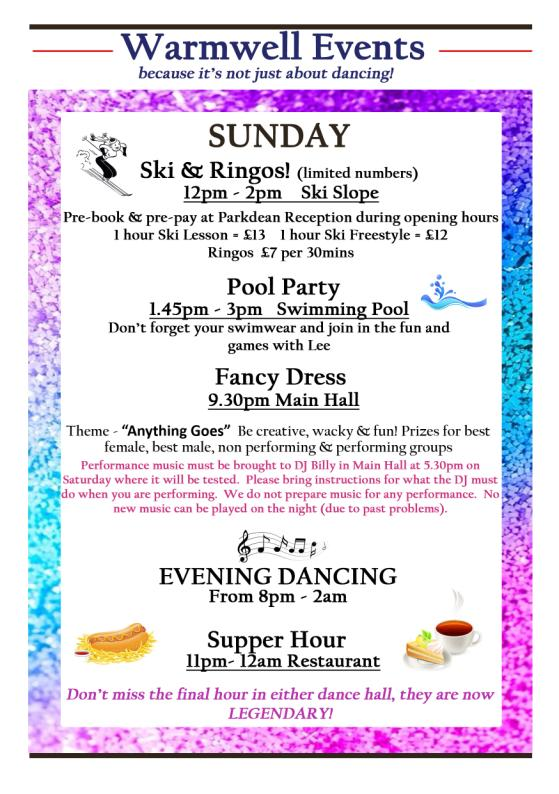 Warmwell Events
because it's not just about dancing!
SUNDAY
Ski & Ringos! (limited numbers)
12pm - 2pm Ski Slope
Pre-book & pre-pay at Parkdean Reception during opening hours
1 hour Ski Lesson = £13 1 hour Ski Freestyle = £12
Ringos £7 per 30mins
Pool Party
1.45pm - 3pm Swimming Pool
Don't forget your swimwear and join in the fun and
games with Lee
Fancy Dress
9.30pm Main Hall
Theme - "Anything Goes" Be creative, wacky & fun! Prizes for best
female, best male, non performing & performing groups
Performance music must be brought to DJ Billy in Main Hall at 5.30pm on
Saturday where it will be tested. Please bring instructions for what the DJ must
do when you are performing. We do not prepare music for any performance. No
new music can be played on the night (due to past problems).
EVENING DANCING
From 8pm - 2am
Supper Hour
11pm- 12am Restaurant
Don't miss the final hour in either dance hall, they are now
LEGENDARY!